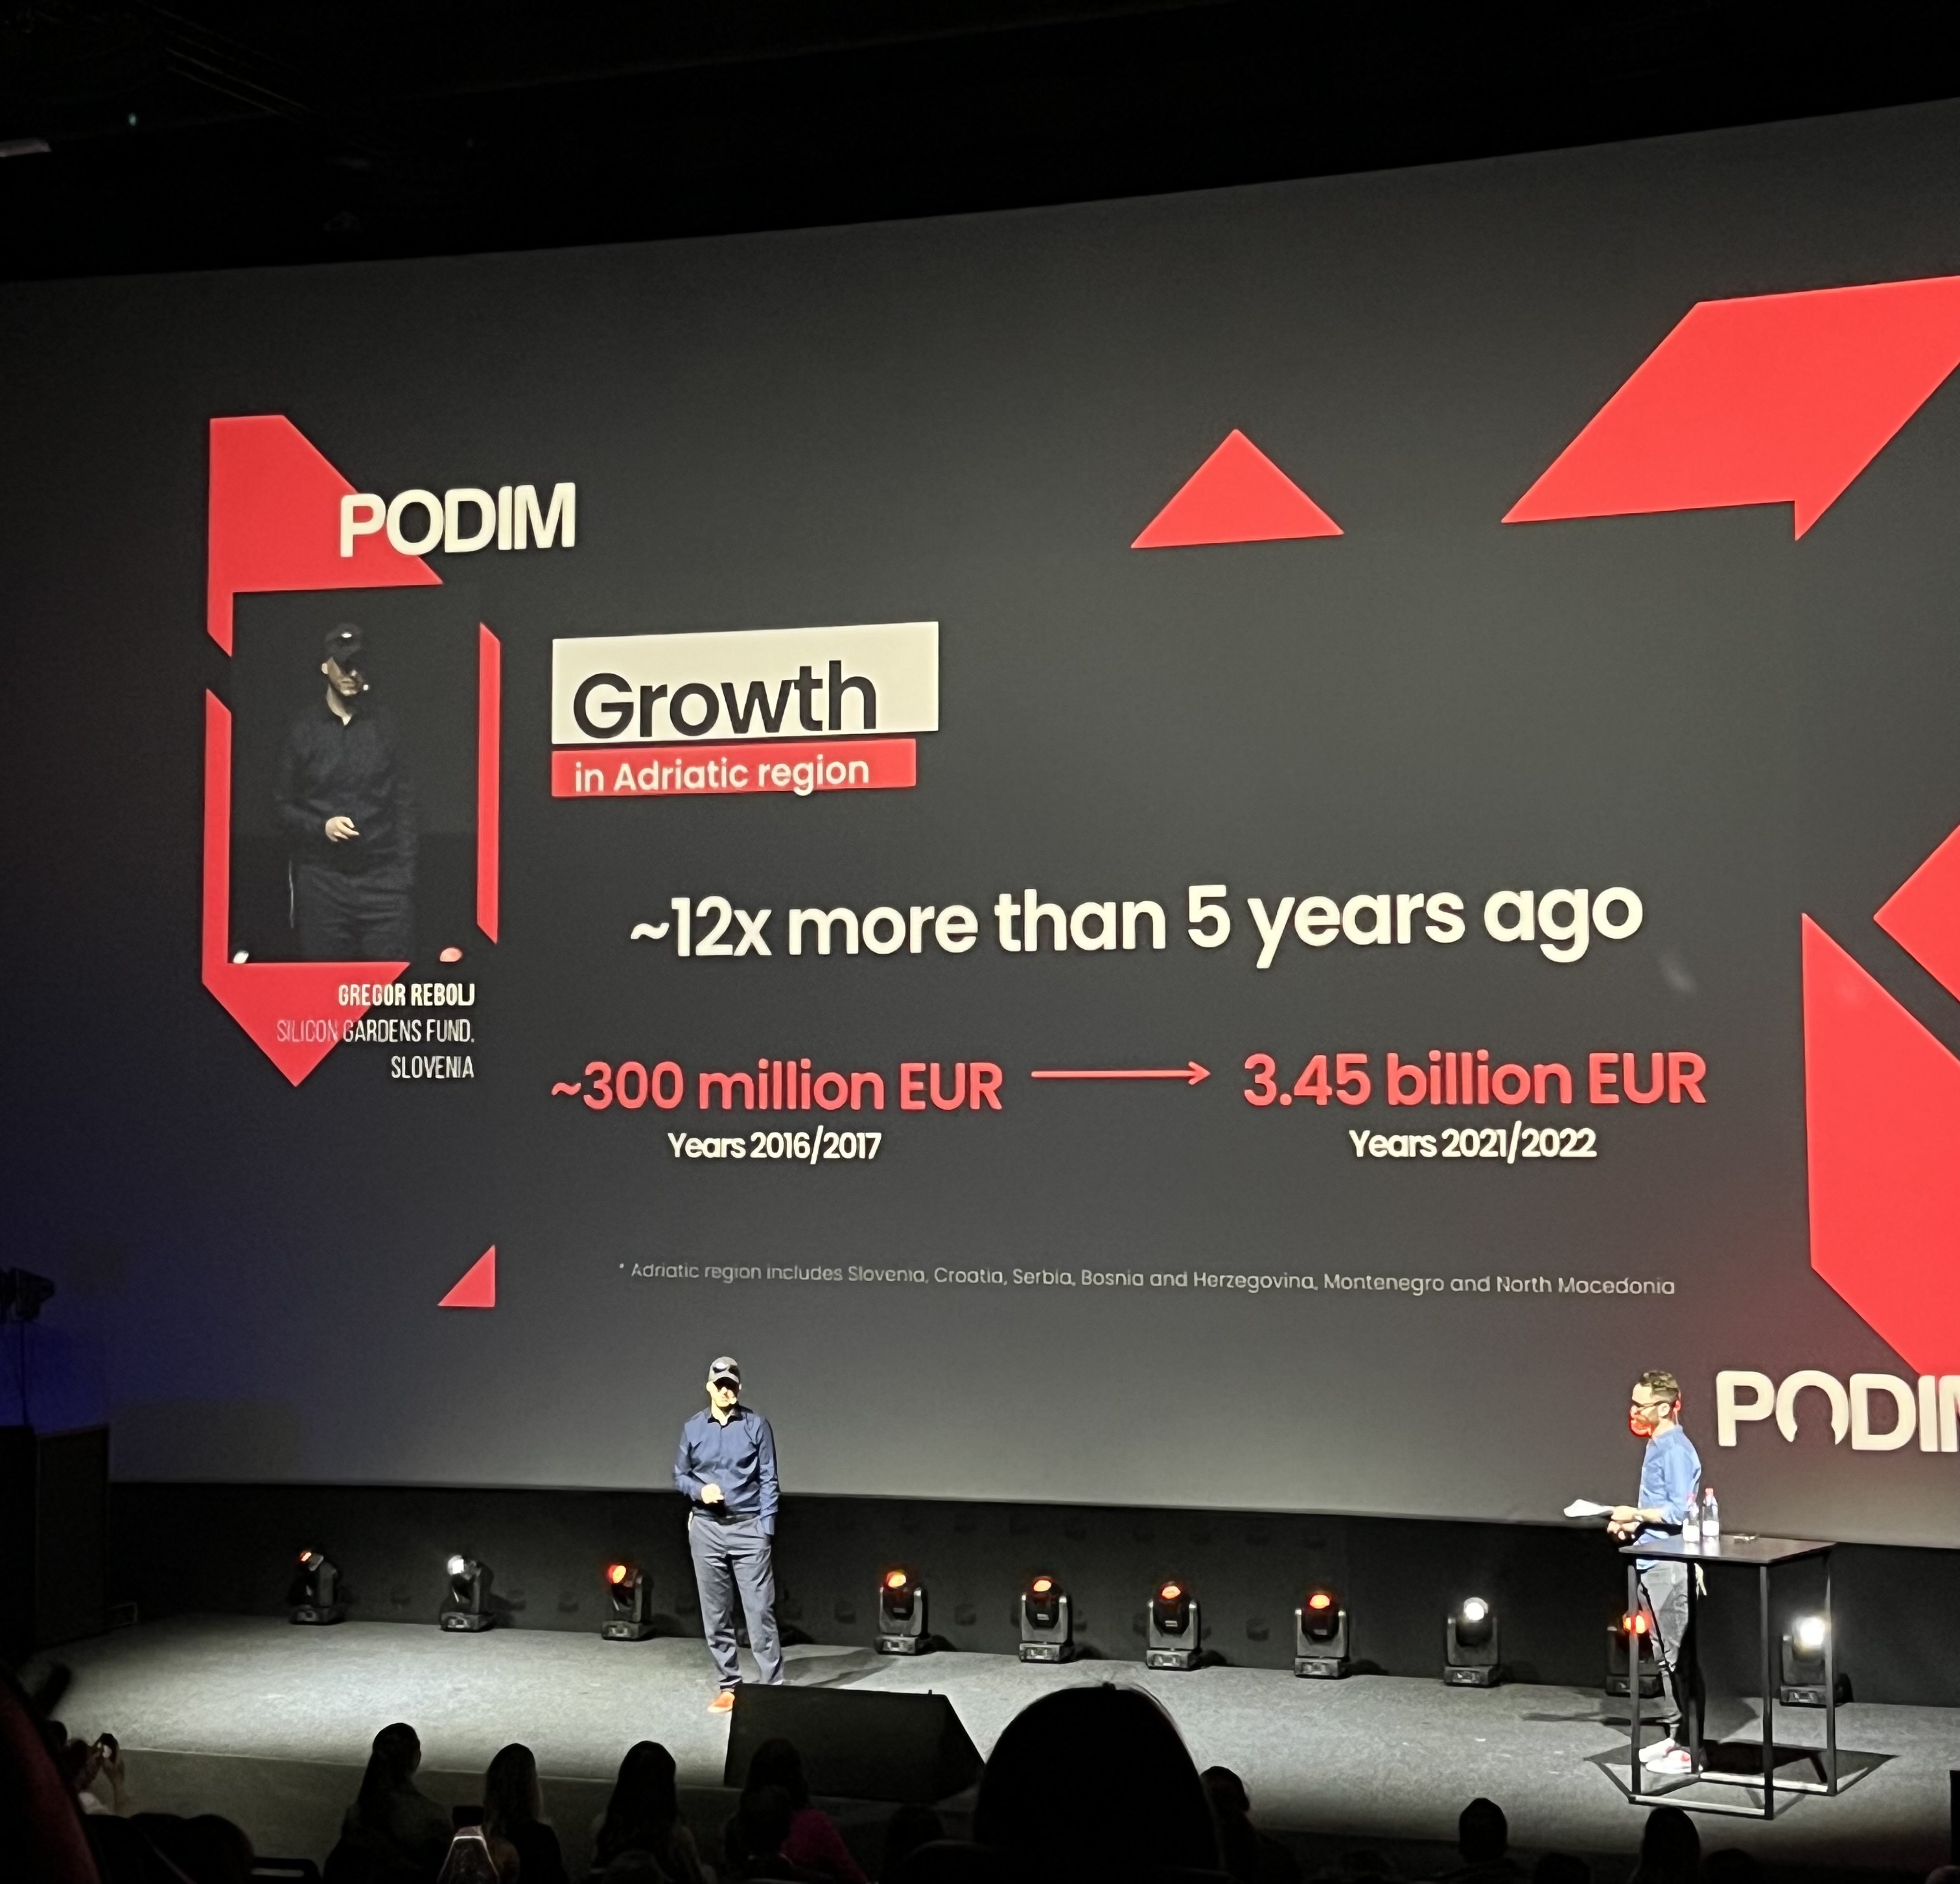 PODIM
Growth
in Adriatic region
~12x more than 5 years ago
GREGOR REBOLJ
SILICON GARDENS FUND,
SLOVENIA
~300 million EUR → 3.45 billion EUR
Years 2016/2017
Years 2021/2022
* Adriatic region includes Slovenia, Croatia, Serbia, Bosnia and Herzegovina, Montenegro and North Macedonia
PODIM